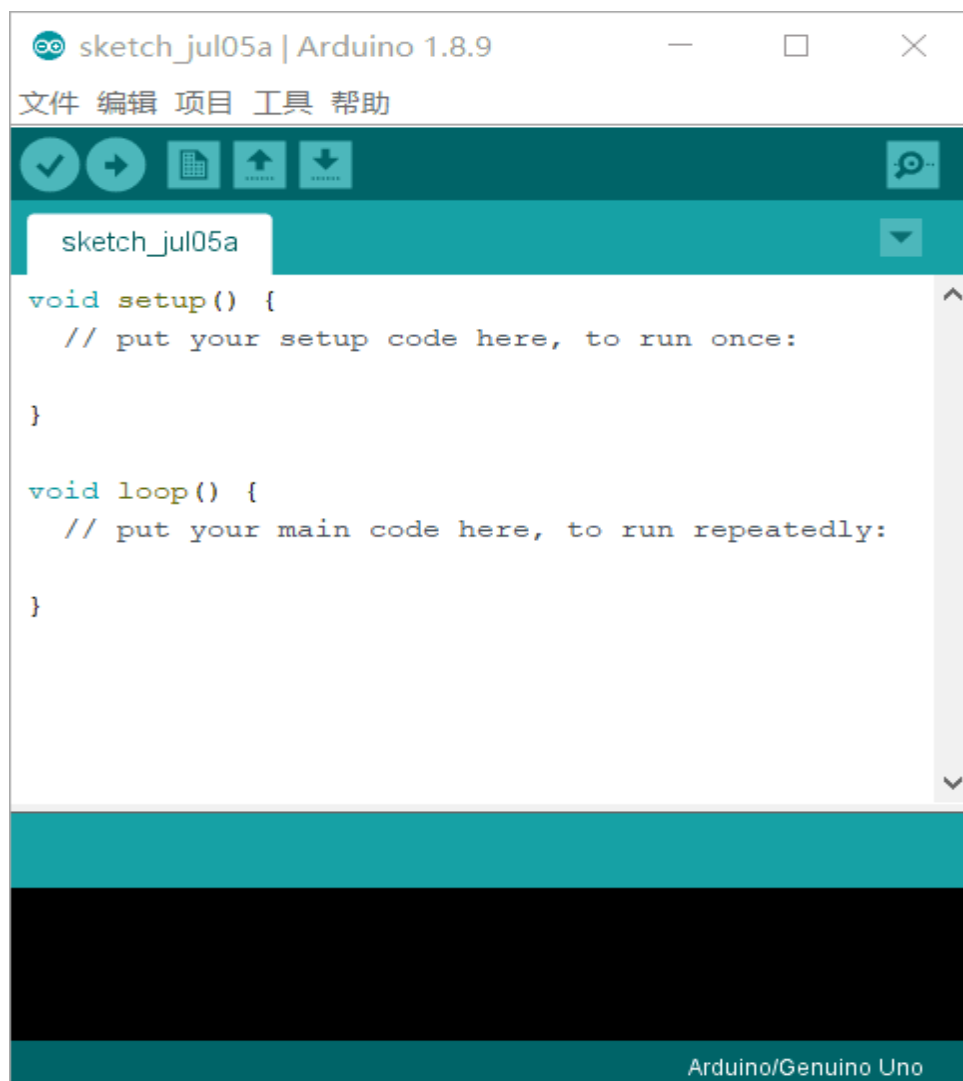 sketch_jul05a | Arduino 1.8.9
文件 编辑 项目 工具 帮助
sketch_jul05a
void setup() {
  // put your setup code here, to run once:
}
void loop() {
  // put your main code here, to run repeatedly:
}
Arduino/Genuino Uno